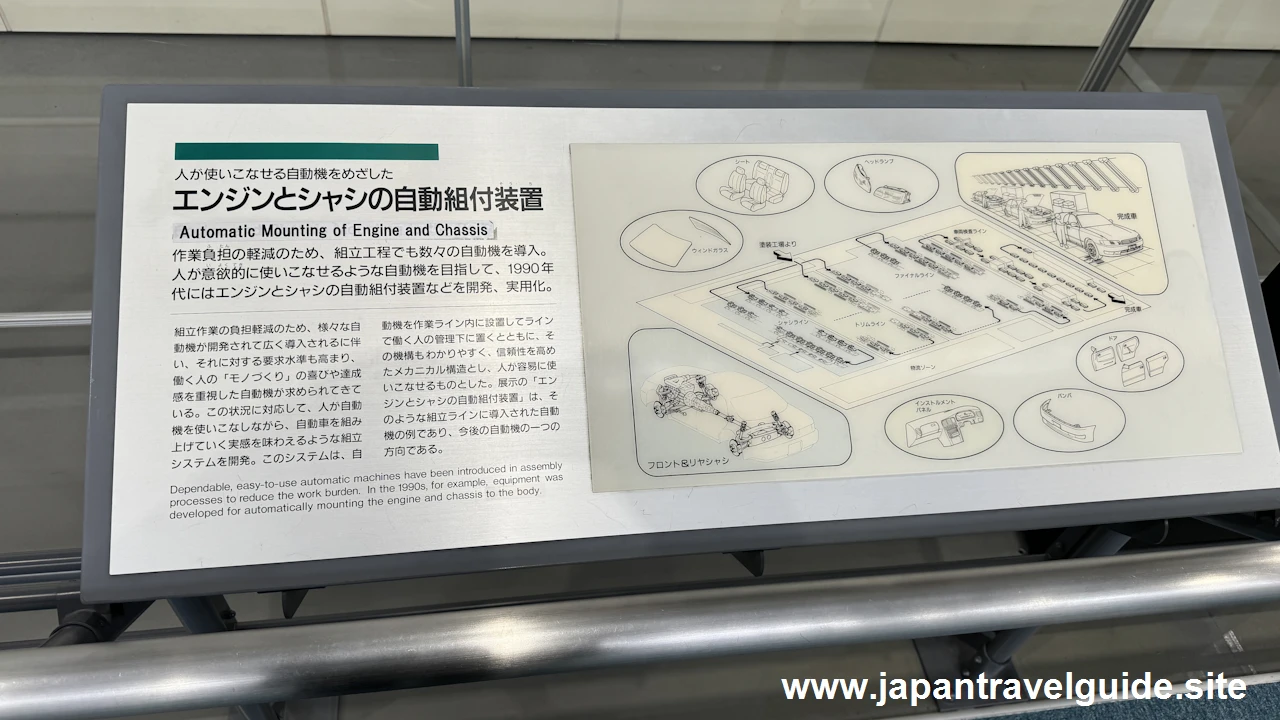 人が使いこなせる自動機をめざした
エンジンとシャシの自動組付装置
Automatic Mounting of Engine and Chassis
作業負担の軽減のため、組立工程でも数々の自動機を導入。
人が意欲的に使いこなせるような自動機を目指して、1990年
代にはエンジンとシャシの自動組付装置などを開発、実用化。
組立作業の負担軽減のため、様々な自
動機が開発されて広く導入されるに伴
い、それに対する要求水準も高まり、
働く人の「モノづくり」の喜びや達成
感を重視した自動機が求められてきて
いる。この状況に対応して、人が自動
機を使いこなしながら、自動車を組み
上げていく実感を味わえるような組立
システムを開発。このシステムは、自
動機を作業ライン内に設置してライン
で働く人の管理下に置くとともに、そ
の機構もわかりやすく、信頼性を高め
たメカニカル構造とし、人が容易に使
いこなせるものとした。展示の「エン
ジンとシャシの自動組付装置」は、そ
のような組立ラインに導入された自動
機の例であり、今後の自動機の一つの
方向である。
Dependable, easy-to-use automatic machines have been introduced in assembly
processes to reduce the work burden. In the 1990s, for example, equipment was
developed for automatically mounting the engine and chassis to the body.
シート
ヘッドランプ
完成車
ウィンドガラス
塗装工場より
車両検査ライン
ファイナルライン
シャシライン
トリムライン
完成車
物流ゾーン
ドア
インストルメント
パネル
バンパ
フロント&リヤシャシ
www.japantravelguide.site